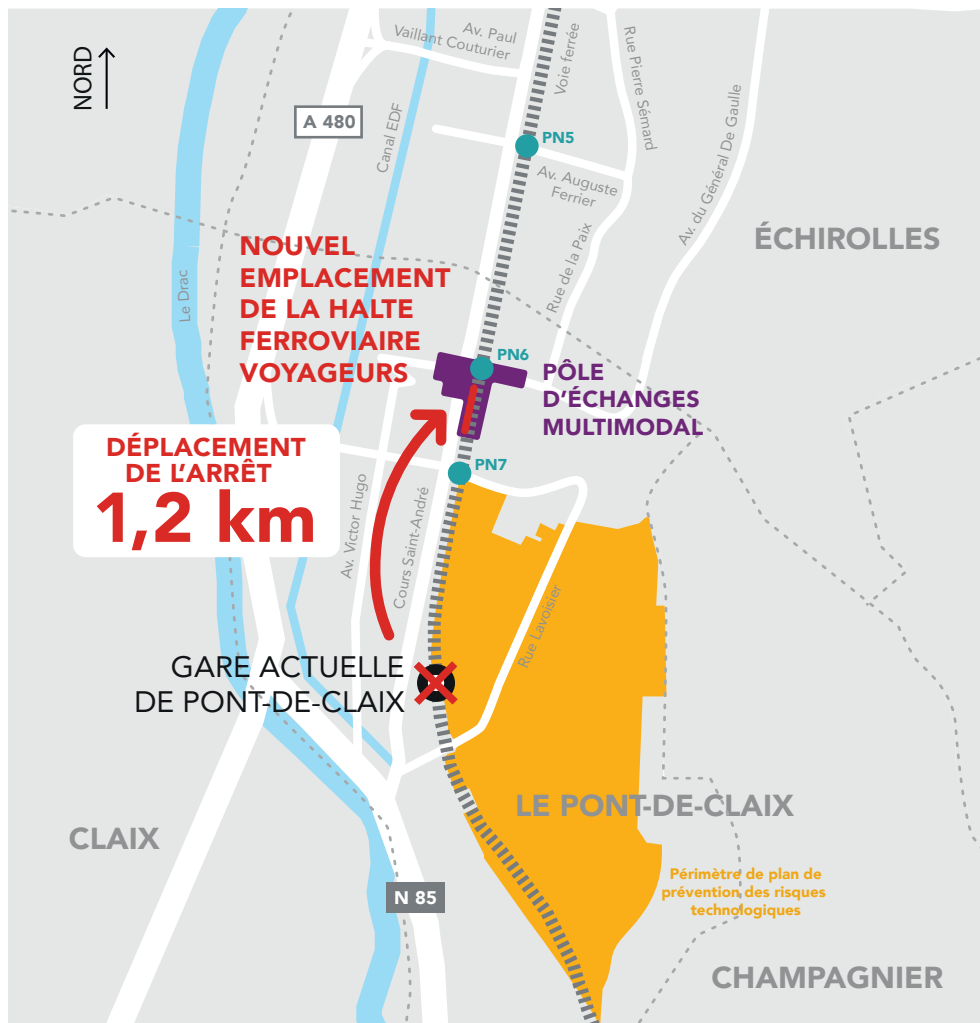 NORD
Av. Paul
Vaillant Couturier
Voie ferrée
Rue Pierre Sémard
Av. du Général De Gaulle
A 480
Canal EDF
PN5
Av. Auguste
Ferrier
ÉCHIROLLES
Le Drac
NOUVEL
EMPLACEMENT
DE LA HALTE
FERROVIAIRE
VOYAGEURS
Rue de la Paix
PN6
PÔLE
D'ÉCHANGES
MULTIMODAL
DÉPLACEMENT
DE L'ARRÊT
1,2 km
PN7
Av. Victor Hugo
Cours Saint-André
Rue Lavoisier
GARE ACTUELLE
DE PONT-DE-CLAIX
LE PONT-DE-CLAIX
CLAIX
N 85
Périmètre de plan de
prévention des risques
technologiques
CHAMPAGNIER